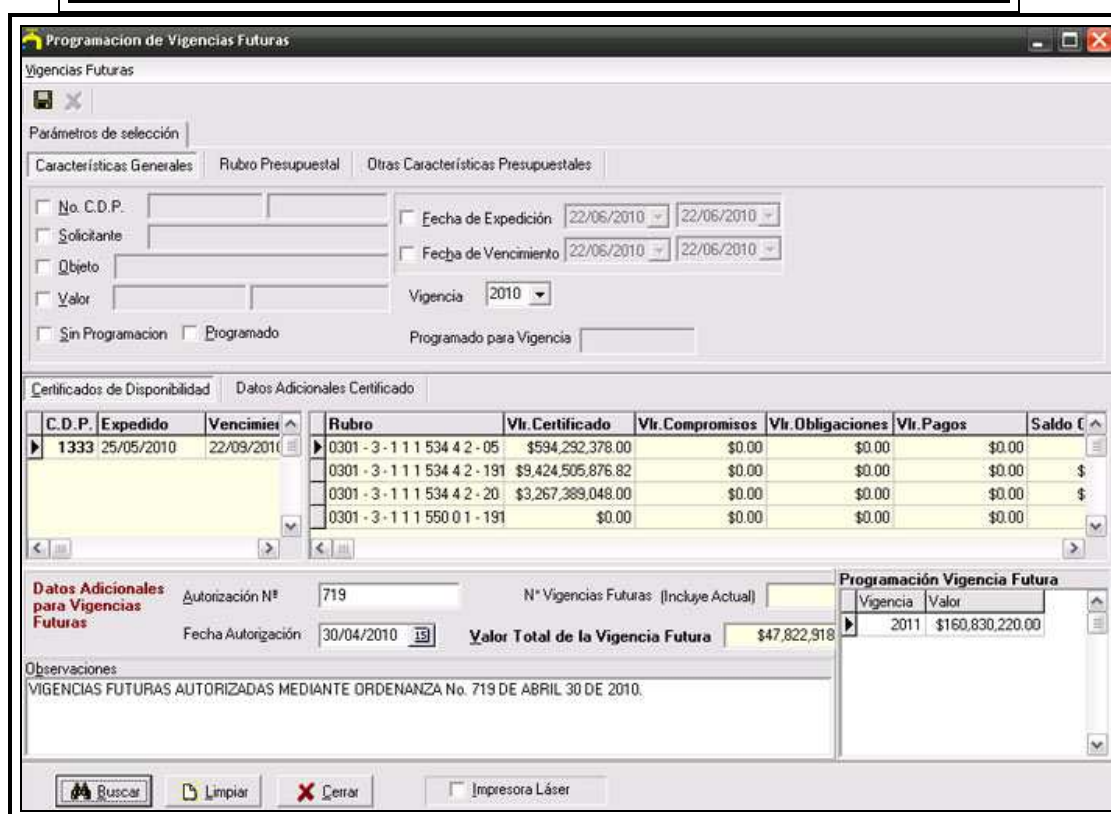 Programacion de Vigencias Futuras
Vigencias Futuras
Parámetros de selección
Características Generales Rubro Presupuestal Otras Características Presupuestales
No. C.D.P.
Fecha de Expedición 22/06/2010 22/06/2010
Solicitante
Fecha de Vencimiento 22/06/2010 22/06/2010
Objeto
Valor
Vigencia 2010
Sin Programacion Programado
Programado para Vigencia
Certificados de Disponibilidad Datos Adicionales Certificado
C.D.P. Expedido
1333 25/05/2010
Rubro Vlr.Certificado Vlr.Compromisos Vlr.Obligaciones Vlr.Pagos Saldo
0301 - 3 - 1 1 1 534 4 2 - 05 $594,292,378.00 $0.00 $0.00 $0.00
0301 - 3 - 1 1 1 534 4 2 - 191 $9,424,505,876.82 $0.00 $0.00 $0.00 $
0301 - 3 - 1 1 1 534 4 2 - 20 $3,267,389,048.00 $0.00 $0.00 $0.00 $
0301 - 3 - 1 1 1 550 0 1 - 191 $0.00 $0.00 $0.00 $0.00
Datos Adicionales
para Vigencias
Futuras
Autorización Nº 719
N° Vigencias Futuras (Incluye Actual)
Fecha Autorización 30/04/2010 15
Valor Total de la Vigencia Futura $47,822,918
Programación Vigencia Futura
Vigencia Valor
2011 $160,830,220.00
Observaciones
VIGENCIAS FUTURAS AUTORIZADAS MEDIANTE ORDENANZA No. 719 DE ABRIL 30 DE 2010.
Buscar Limpiar Cerrar Impresora Láser